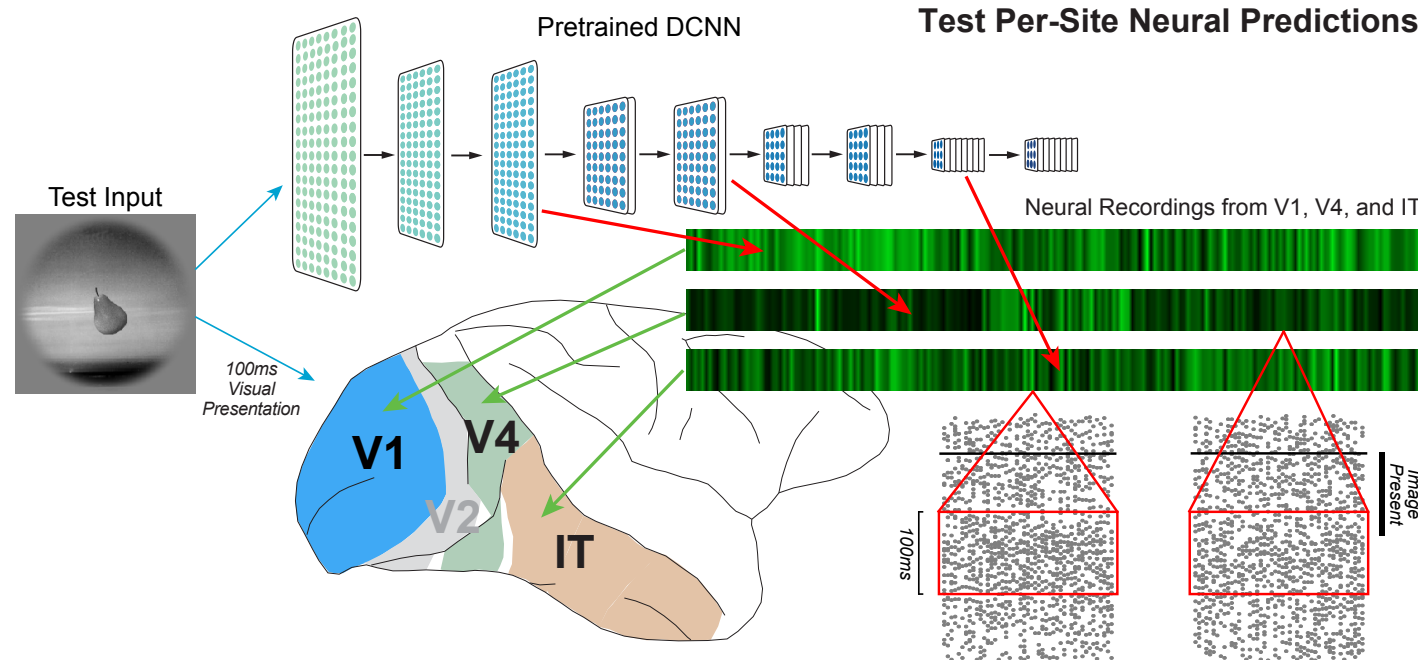 Pretrained DCNN
Test Per-Site Neural Predictions
Test Input
Neural Recordings from V1, V4, and IT
100ms
Visual
Presentation
V1
V4
V2
IT
Image
Present
100ms